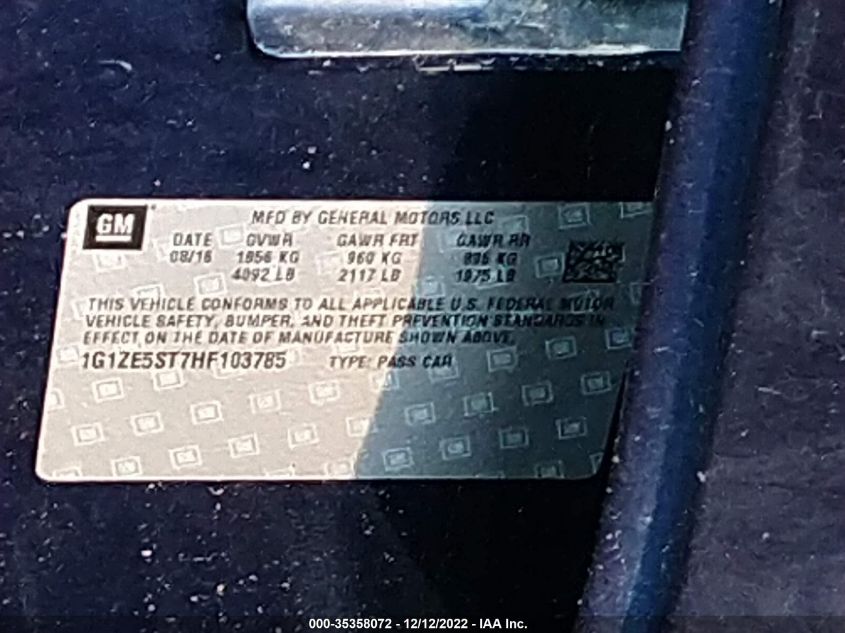 GM
MFD BY GENERAL MOTORS LLC
DATE GVWR GAWR FRT GAWR RR
08/16 1856 KG 960 KG 896 KG
4092 LB 2117 LB 1975 LB
THIS VEHICLE CONFORMS TO ALL APPLICABLE U.S. FEDERAL MOTOR
VEHICLE SAFETY, BUMPER, AND THEFT PREVENTION STANDARDS IN
EFFECT ON THE DATE OF MANUFACTURE SHOWN ABOVE.
1G1ZE5ST7HF103785 TYPE: PASS CAR
000-35358072 - 12/12/2022 - IAA Inc.